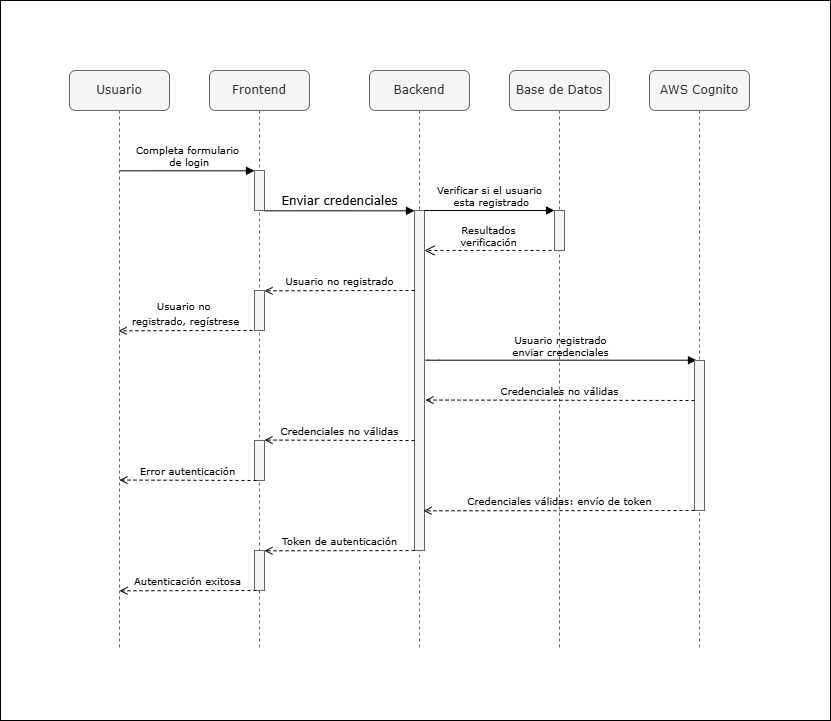 Usuario
Frontend
Backend
Base de Datos
AWS Cognito
Completa formulario
de login
Enviar credenciales
Verificar si el usuario
esta registrado
Resultados
verificación
Usuario no registrado
Usuario no
registrado, regístrese
Usuario registrado
enviar credenciales
Credenciales no válidas
Credenciales no válidas
Error autenticación
Credenciales válidas: envío de token
Token de autenticación
Autenticación exitosa